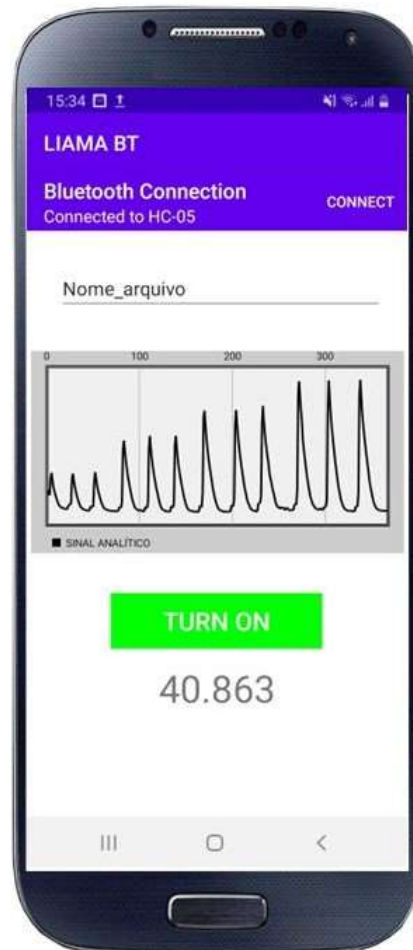 15:34
LIAMA BT
Bluetooth Connection
Connected to HC-05
CONNECT
Nome_arquivo
0 100 200 300
SINAL ANALÍTICO
TURN ON
40.863